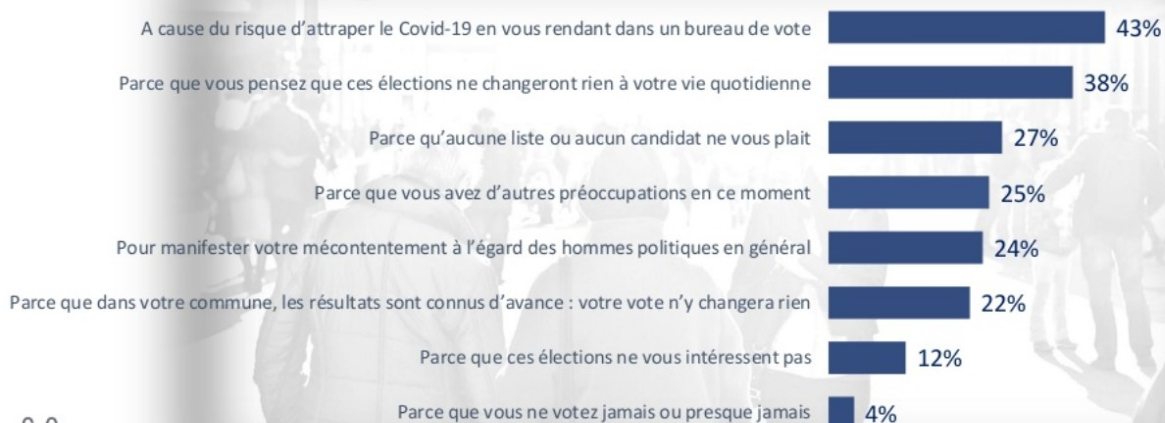 A cause du risque d’attraper le Covid-19 en vous rendant dans un bureau de vote 43%
Parce que vous pensez que ces élections ne changeront rien à votre vie quotidienne 38%
Parce qu’aucune liste ou aucun candidat ne vous plait 27%
Parce que vous avez d’autres préoccupations en ce moment 25%
Pour manifester votre mécontentement à l’égard des hommes politiques en général 24%
Parce que dans votre commune, les résultats sont connus d’avance : votre vote n’y changera rien 22%
Parce que ces élections ne vous intéressent pas 12%
Parce que vous ne votez jamais ou presque jamais 4%